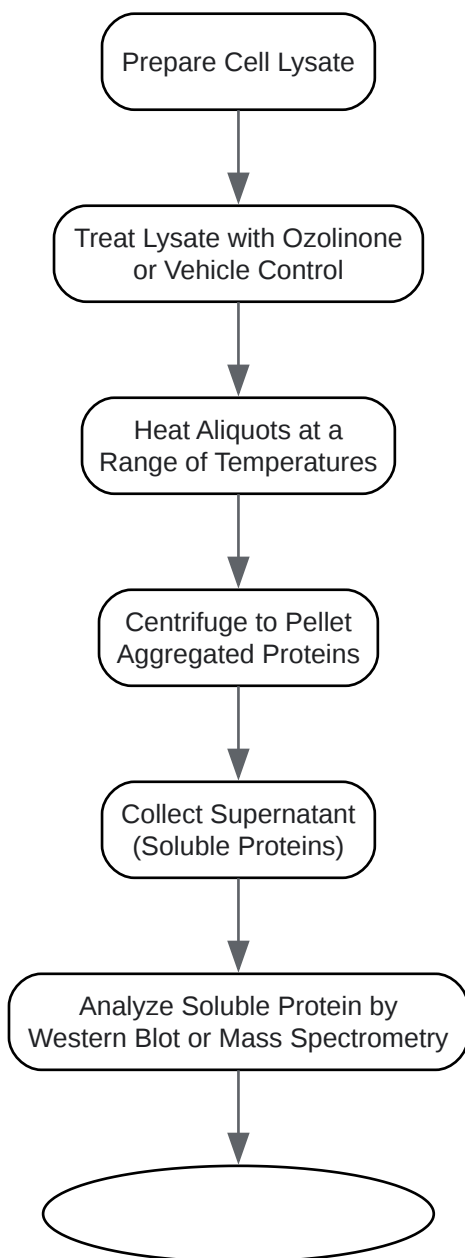 Prepare Cell Lysate
Treat Lysate with Ozolinone
or Vehicle Control
Heat Aliquots at a
Range of Temperatures
Centrifuge to Pellet
Aggregated Proteins
Collect Supernatant
(Soluble Proteins)
Analyze Soluble Protein by
Western Blot or Mass Spectrometry